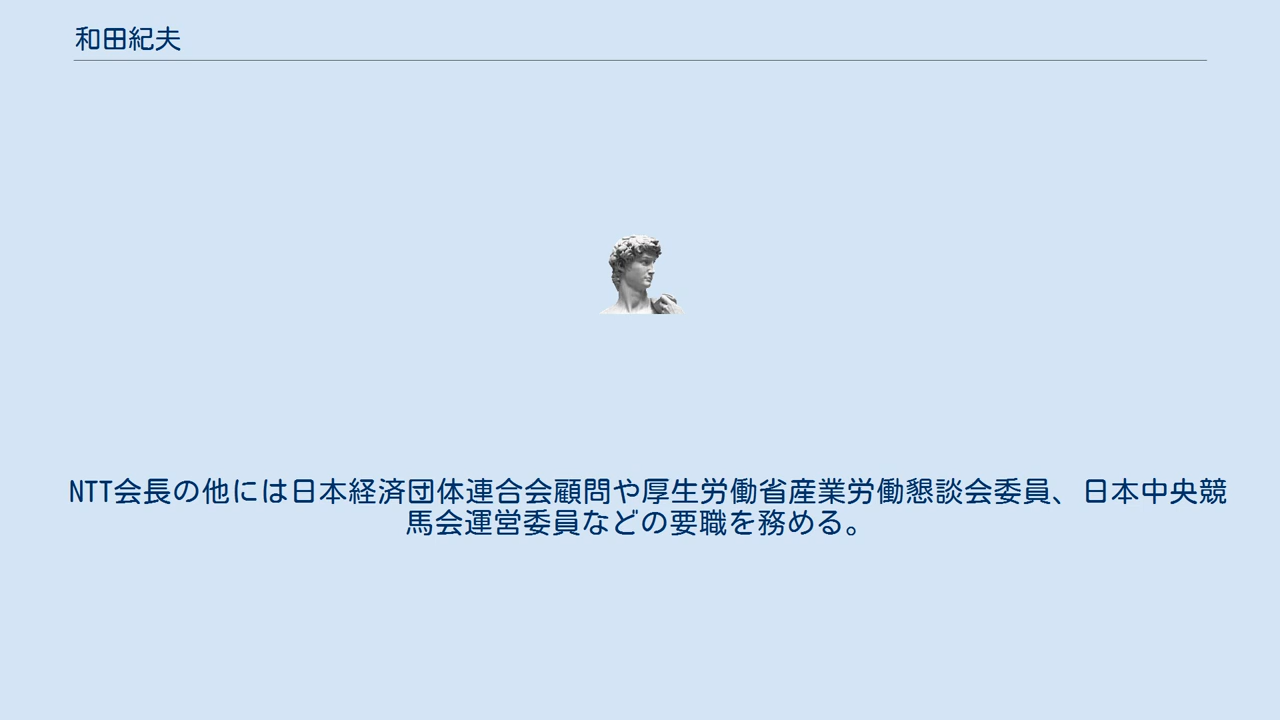 和田紀夫
NTT会長の他には日本経済団体連合会顧問や厚生労働省産業労働懇談会委員、日本中央競
馬会運営委員などの要職を務める。